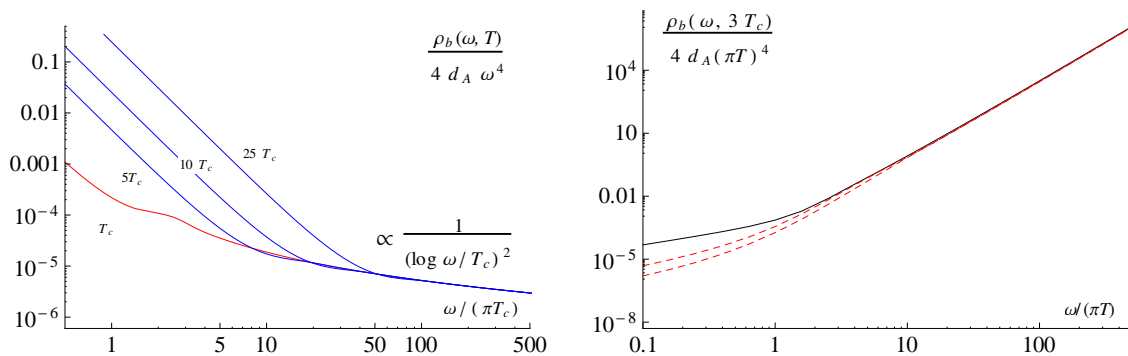 ρ_b(ω, T)
4 d_A ω^4
0.1
0.01
0.001
10^-4
10^-5
10^-6
25 T_c
10 T_c
5T_c
T_c
∝ 1
(log ω/T_c)^2
ω/(πT_c)
1 5 10 50 100 500
ρ_b(ω, 3 T_c)
4 d_A(πT)^4
10^4
10
0.01
10^-5
10^-8
ω/(πT)
0.1 1 10 100